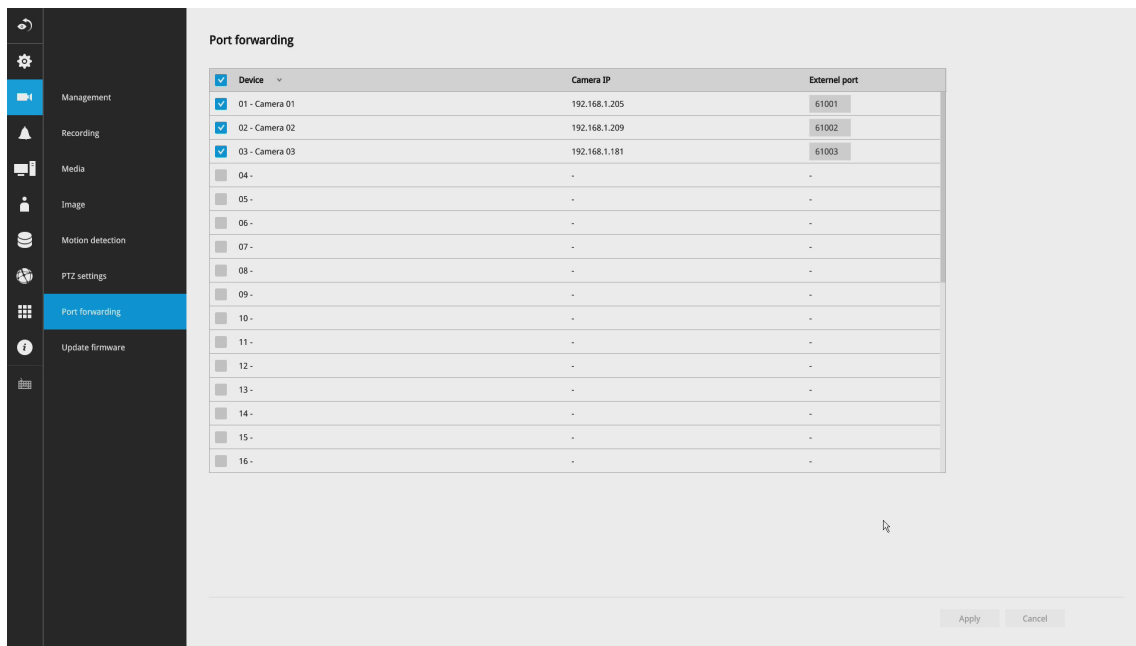 Port forwarding
Device Camera IP Externel port
Management
01 - Camera 01 192.168.1.205 61001
02 - Camera 02 192.168.1.209 61002
Recording
03 - Camera 03 192.168.1.181 61003
Media
04 - - -
05 - - -
Image
06 - - -
Motion detection
07 - - -
08 - - -
PTZ settings
09 - - -
Port forwarding
10 - - -
11 - - -
Update firmware
12 - - -
13 - - -
14 - - -
15 - - -
16 - - -
Apply Cancel